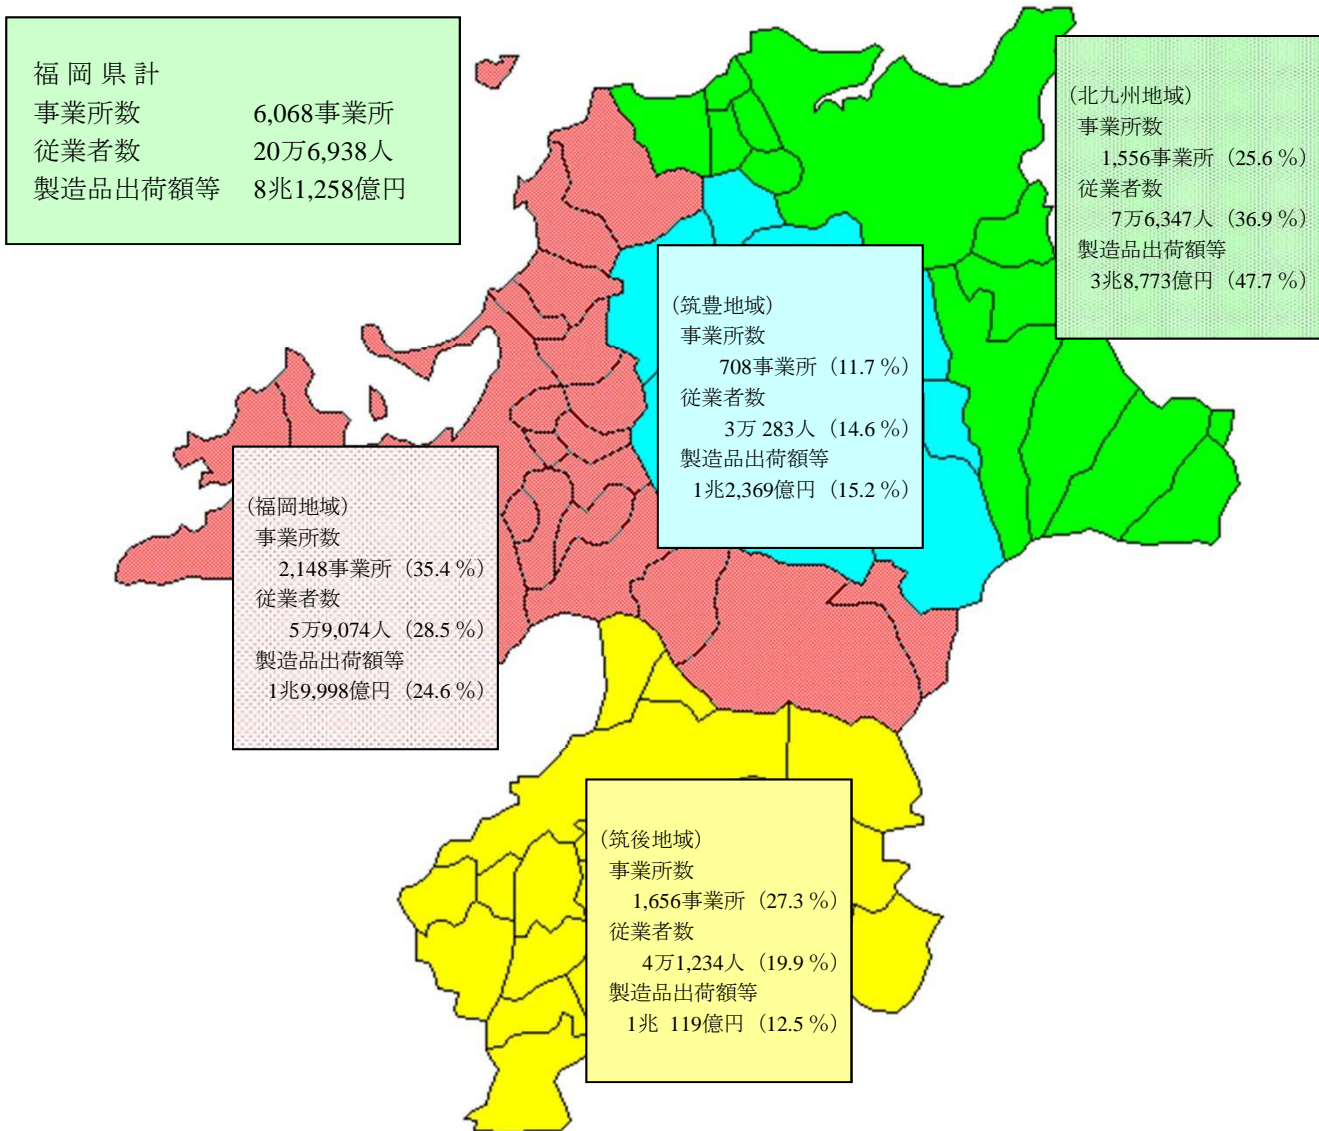 福岡県計
事業所数 6,068事業所
従業者数 20万6,938人
製造品出荷額等 8兆1,258億円
(北九州地域)
事業所数
1,556事業所 (25.6%)
従業者数
7万6,347人 (36.9%)
製造品出荷額等
3兆8,773億円 (47.7%)
(筑豊地域)
事業所数
708事業所 (11.7%)
従業者数
3万 283人 (14.6%)
製造品出荷額等
1兆2,369億円 (15.2%)
(福岡地域)
事業所数
2,148事業所 (35.4%)
従業者数
5万9,074人 (28.5%)
製造品出荷額等
1兆9,998億円 (24.6%)
(筑後地域)
事業所数
1,656事業所 (27.3%)
従業者数
4万1,234人 (19.9%)
製造品出荷額等
1兆 119億円 (12.5%)